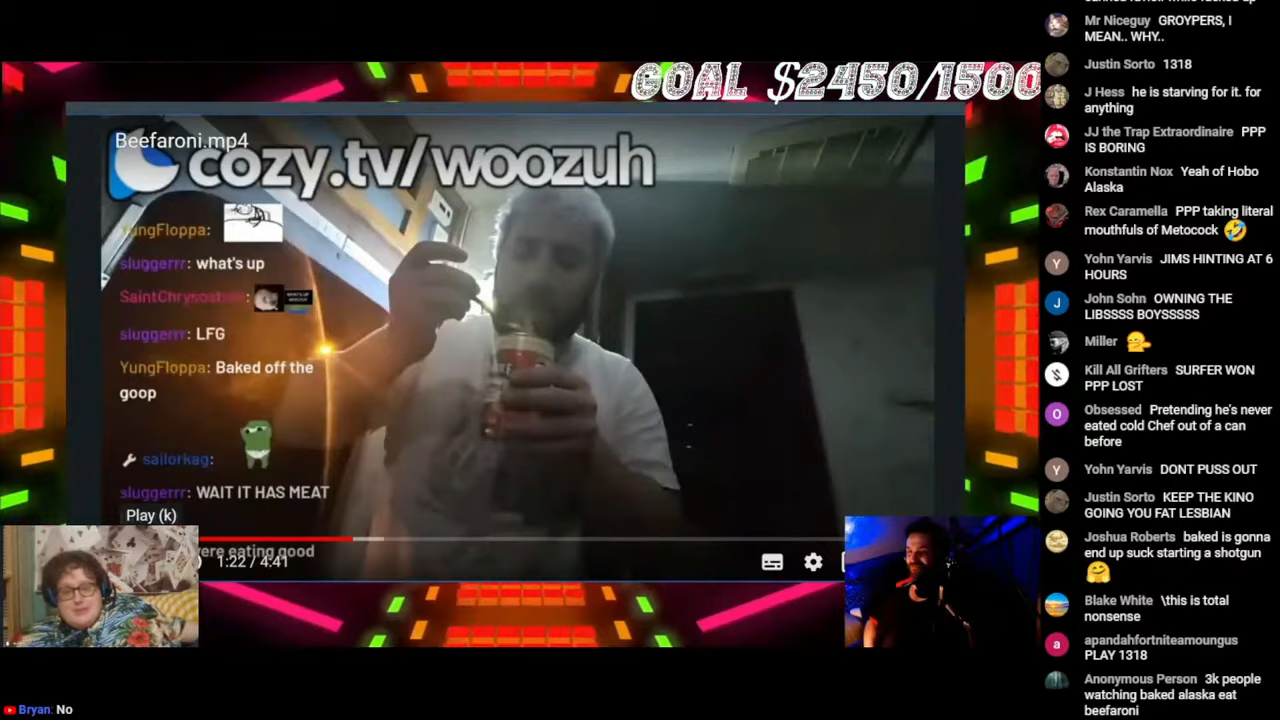 GOAL $2450/1500
Beefaroni.mp4
cozy.tv/woozuh
YungFloppa:
sluggerrr: what's up
SaintChrysos
sluggerrr: LFG
YungFloppa: Baked off the
goop
sailorkag:
sluggerrr: WAIT IT HAS MEAT
Play (k)
were eating good
1:22 / 4:41
Bryan: No
Mr Niceguy GROYPERS, I
MEAN.. WHY..
Justin Sorto 1318
J Hess he is starving for it. for
anything
JJ the Trap Extraordinaire PPP
IS BORING
Konstantin Nox Yeah of Hobo
Alaska
Rex Caramella PPP taking literal
mouthfuls of Metocock 🤣
Y
Yohn Yarvis JIMS HINTING AT 6
HOURS
J
John Sohn OWNING THE
LIBSSSS BOYSSSSS
Miller
Kill All Grifters SURFER WON
PPP LOST
O
Obsessed Pretending he's never
eaten cold Chef out of a can
before
Y
Yohn Yarvis DONT PUSS OUT
Justin Sorto KEEP THE KINO
GOING YOU FAT LESBIAN
Joshua Roberts baked is gonna
end up suck starting a shotgun
🤗
Blake White \this is total
nonsense
a
apandahfortniteamoungus
PLAY 1318
Anonymous Person 3k people
watching baked alaska eat
beefaroni